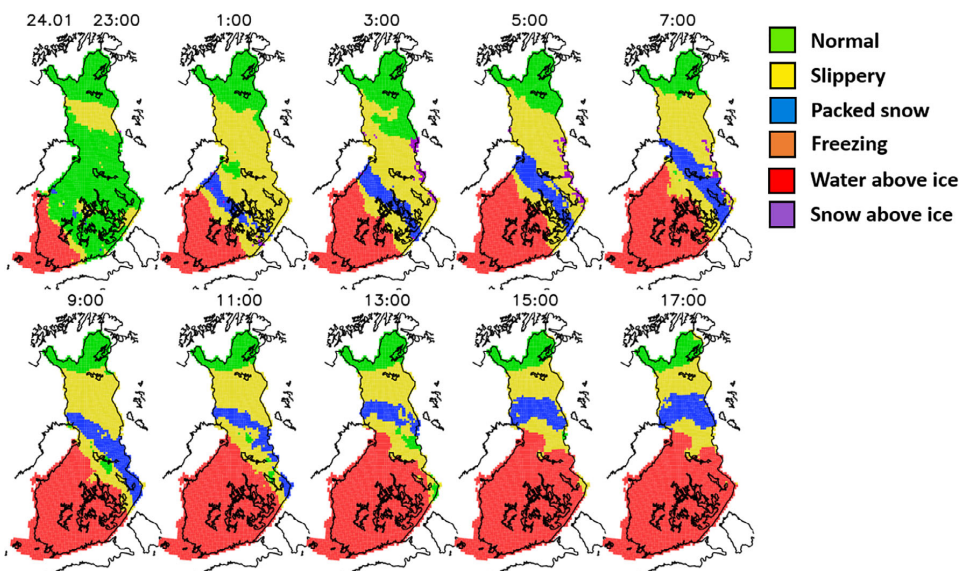 24.01 23:00 1:00 3:00 5:00 7:00
Normal
Slippery
Packed snow
Freezing
Water above ice
Snow above ice
9:00 11:00 13:00 15:00 17:00